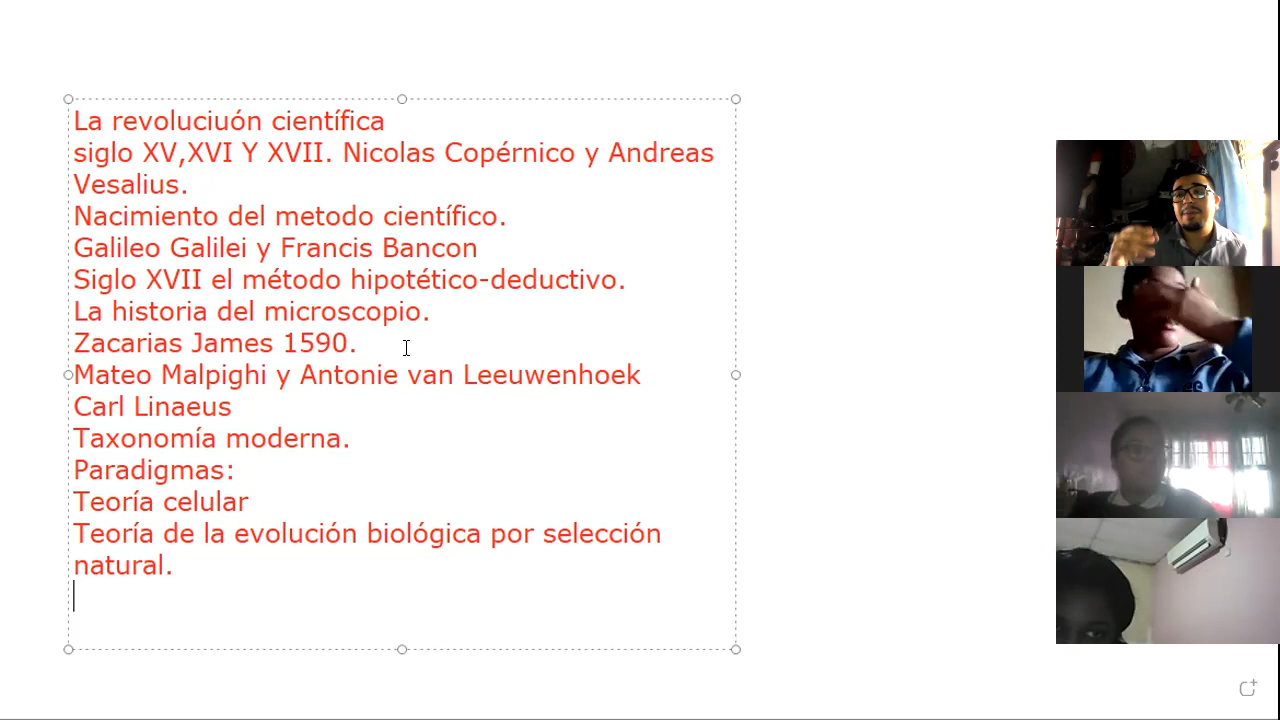 La revoluciuón científica
siglo XV,XVI Y XVII. Nicolas Copérnico y Andreas
Vesalius.
Nacimiento del metodo científico.
Galileo Galilei y Francis Bancon
Siglo XVII el método hipotético-deductivo.
La historia del microscopio.
Zacarias James 1590.
Mateo Malpighi y Antonie van Leeuwenhoek
Carl Linaeus
Taxonomía moderna.
Paradigmas:
Teoría celular
Teoría de la evolución biológica por selección
natural.